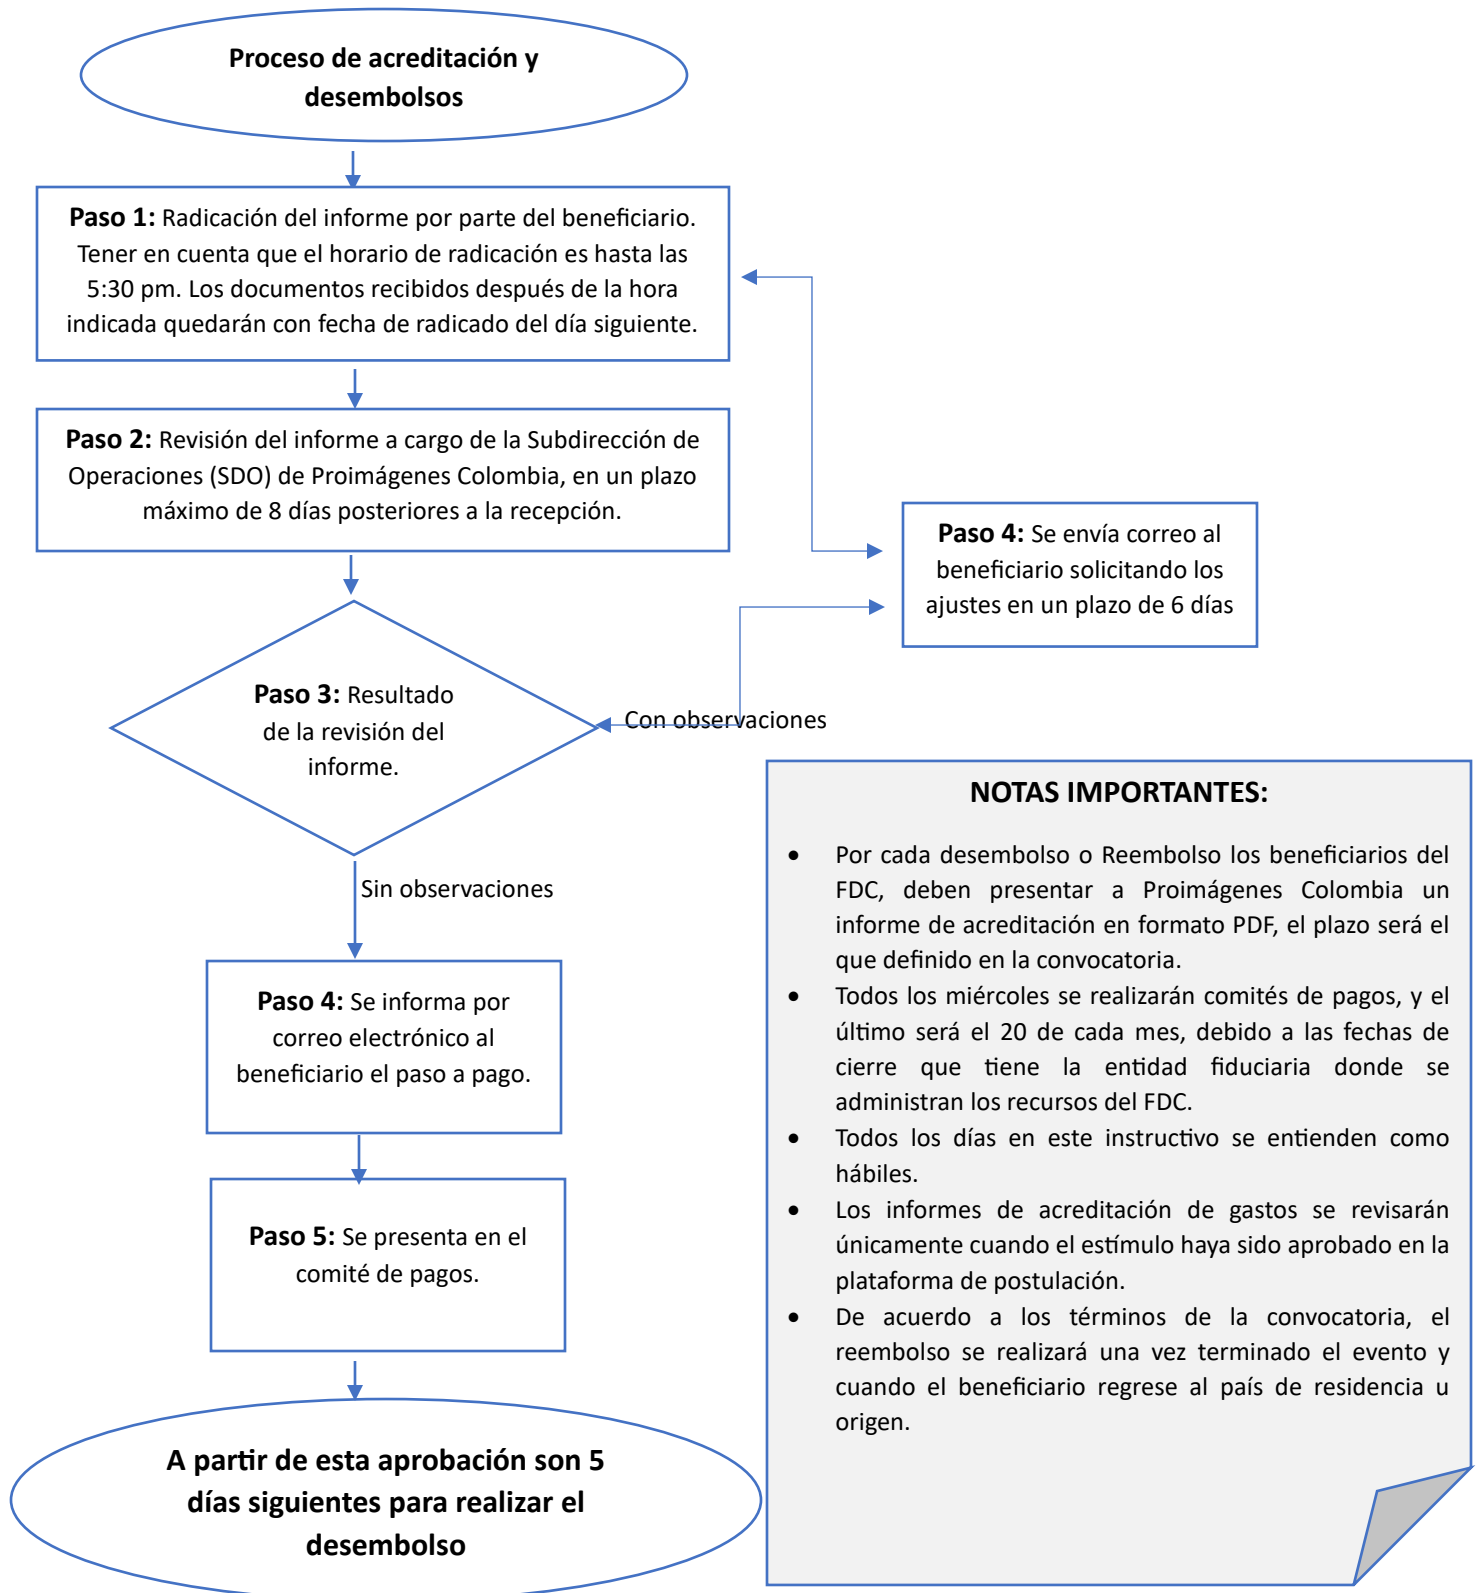 Proceso de acreditación y
desembolsos
Paso 1: Radicación del informe por parte del beneficiario.
Tener en cuenta que el horario de radicación es hasta las
5:30 pm. Los documentos recibidos después de la hora
indicada quedarán con fecha de radicado del día siguiente.
Paso 2: Revisión del informe a cargo de la Subdirección de
Operaciones (SDO) de Proimágenes Colombia, en un plazo
máximo de 8 días posteriores a la recepción.
Paso 4: Se envía correo al
beneficiario solicitando los
ajustes en un plazo de 6 días
Paso 3: Resultado
de la revisión del
informe.
Con observaciones
Sin observaciones
Paso 4: Se informa por
correo electrónico al
beneficiario el paso a pago.
Paso 5: Se presenta en el
comité de pagos.
A partir de esta aprobación son 5
días siguientes para realizar el
desembolso
NOTAS IMPORTANTES:
• Por cada desembolso o Reembolso los beneficiarios del
FDC, deben presentar a Proimágenes Colombia un
informe de acreditación en formato PDF, el plazo será el
que definido en la convocatoria.
• Todos los miércoles se realizarán comités de pagos, y el
último será el 20 de cada mes, debido a las fechas de
cierre que tiene la entidad fiduciaria donde se
administran los recursos del FDC.
• Todos los días en este instructivo se entienden como
hábiles.
• Los informes de acreditación de gastos se revisarán
únicamente cuando el estímulo haya sido aprobado en la
plataforma de postulación.
• De acuerdo a los términos de la convocatoria, el
reembolso se realizará una vez terminado el evento y
cuando el beneficiario regrese al país de residencia u
origen.